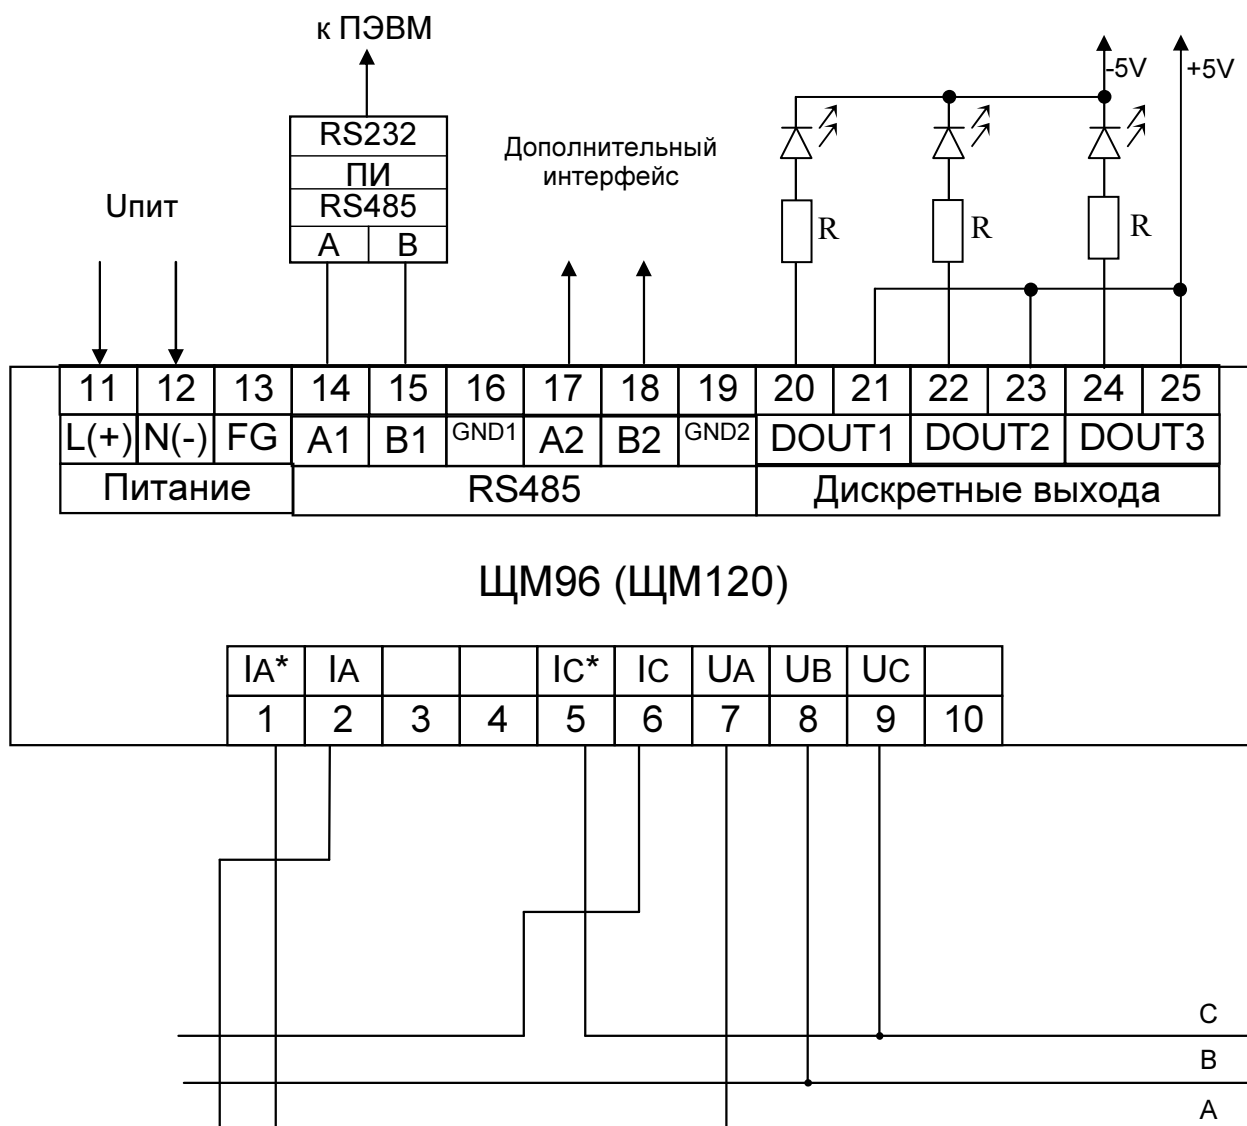 к ПЭВМ
-5V
+5V
RS232
ПИ
RS485
A B
Дополнительный
интерфейс
Uпит
R
R
R
11 12 13 14 15 16 17 18 19 20 21 22 23 24 25
L(+) N(-) FG A1 B1 GND1 A2 B2 GND2 DOUT1 DOUT2 DOUT3
Питание RS485 Дискретные выхода
ЩМ96 (ЩМ120)
IA* IA IC* IC UA UB UC
1 2 3 4 5 6 7 8 9 10
C
B
A